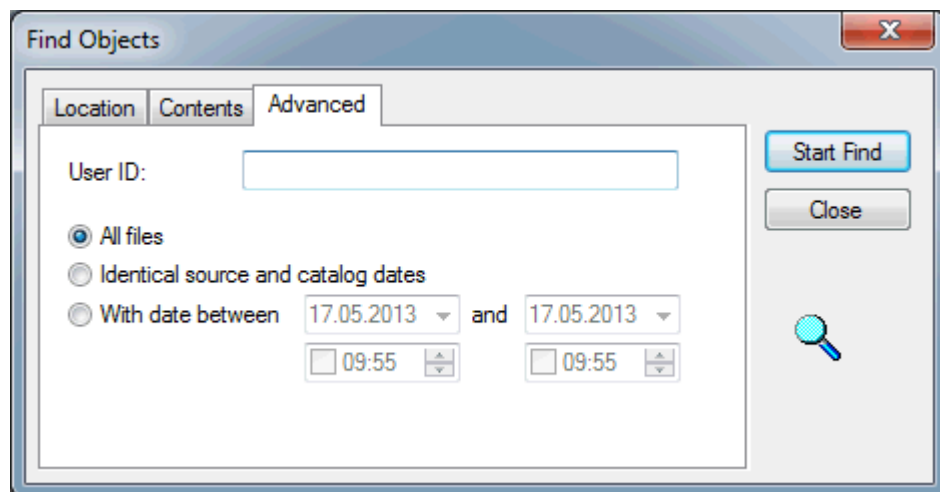 Find Objects
Location Contents Advanced
User ID:
Start Find
Close
All files
Identical source and catalog dates
With date between 17.05.2013 and 17.05.2013
09:55 09:55